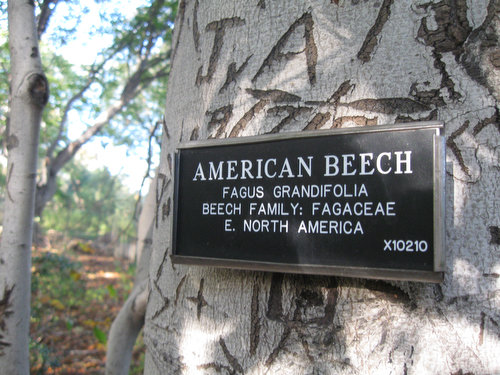 AMERICAN BEECH
FAGUS GRANDIFOLIA
BEECH FAMILY: FAGACEAE
E. NORTH AMERICA
X10210